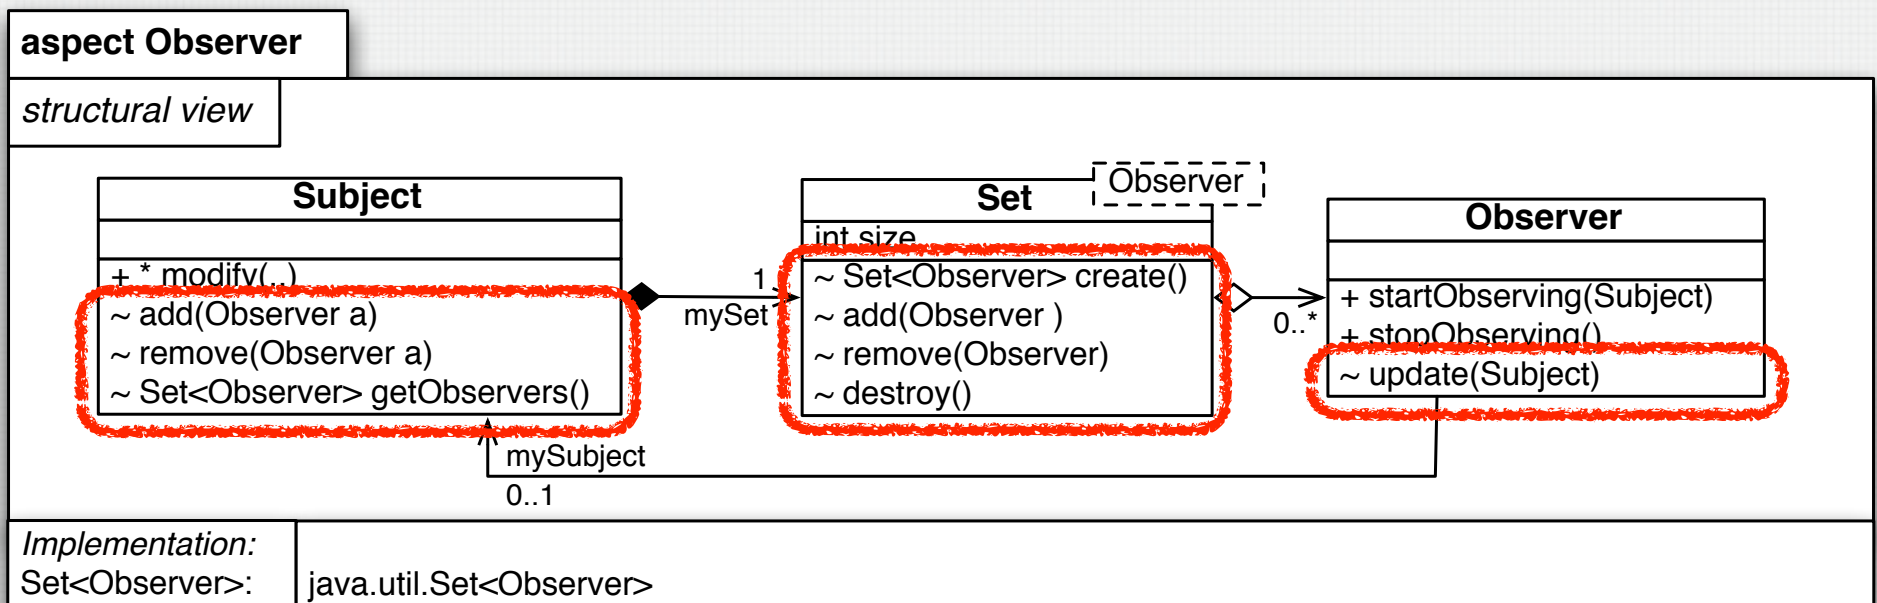 aspect Observer
structural view
Subject
+ * modify(..)
~ add(Observer a)
~ remove(Observer a)
~ Set<Observer> getObservers()
1
mySet
Set
Observer
int size
~ Set<Observer> create()
~ add(Observer )
~ remove(Observer)
~ destroy()
0..*
Observer
+ startObserving(Subject)
+ stopObserving()
~ update(Subject)
mySubject
0..1
Implementation:
Set<Observer>: java.util.Set<Observer>